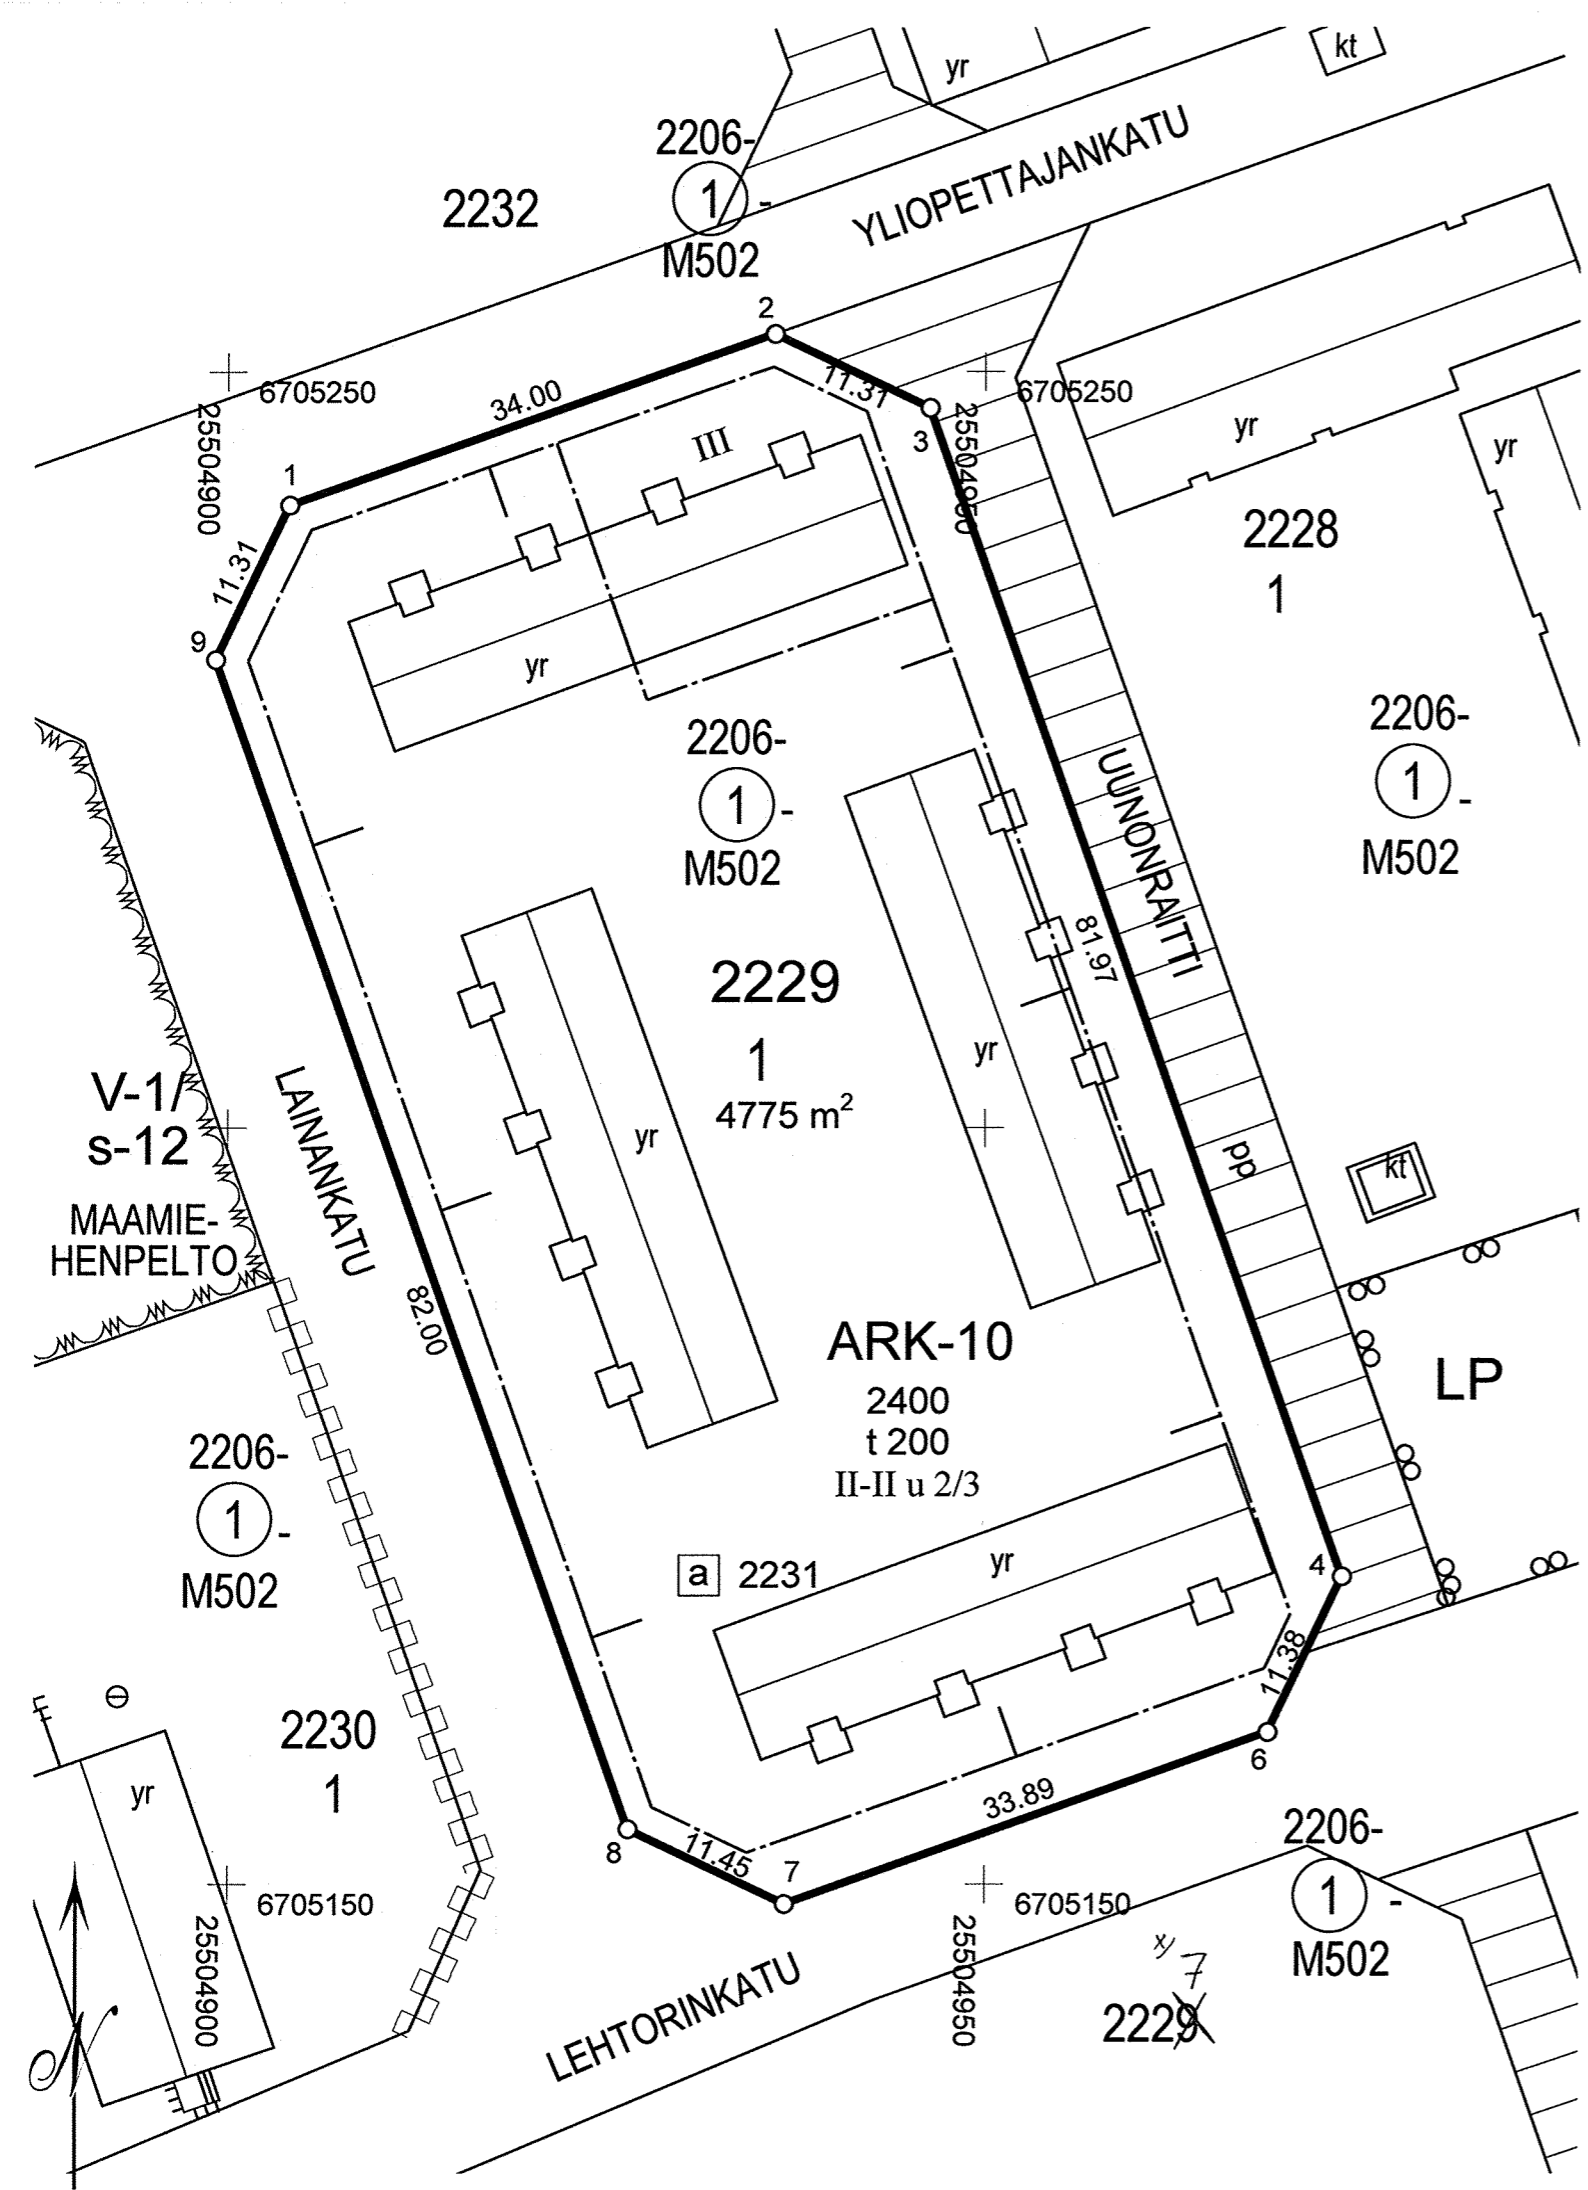 yr
kt
2206-
1 -
M502
2232
YLIOPETTAJANKATU
2
6705250
25504900
34.00
11.31
3
6705250
25504950
III
1
yr
yr
11.31
9
2228
1
yr
2206-
1 -
M502
2206-
1 -
M502
UUNONRAITTI
81.97
2229
1
4775 m²
yr
yr
V-1/
s-12
MAAMIE-
HENPELTO
LAINANKATU
82.00
pp
kt
ARK-10
2400
t 200
II-II u 2/3
LP
2206-
1 -
M502
a 2231
yr
4
11.38
2230
1
yr
6
33.89
8
11.45
7
2206-
1 -
M502
6705150
25504900
6705150
25504950
x)
7
2229
LEHTORINKATU
N